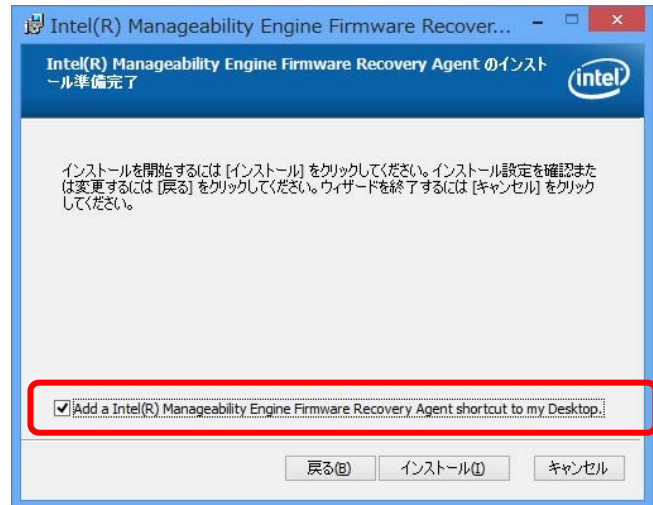 Intel(R) Manageability Engine Firmware Recover...
Intel(R) Manageability Engine Firmware Recovery Agent のインスト
ール準備完了
intel
インストールを開始するには [インストール] をクリックしてください。インストール設定を確認また
は変更するには [戻る] をクリックしてください。ウィザードを終了するには [キャンセル] をクリック
してください。
Add a Intel(R) Manageability Engine Firmware Recovery Agent shortcut to my Desktop.
戻る(B) インストール(I) キャンセル